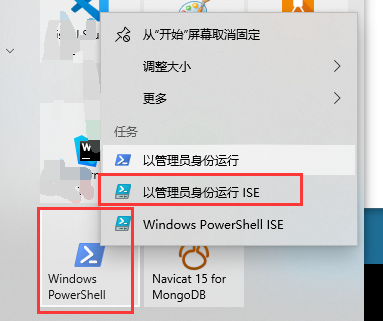 从"开始"屏幕取消固定
调整大小
更多
任务
以管理员身份运行
以管理员身份运行 ISE
Windows PowerShell ISE
Windows
PowerShell
Navicat 15 for
MongoDB